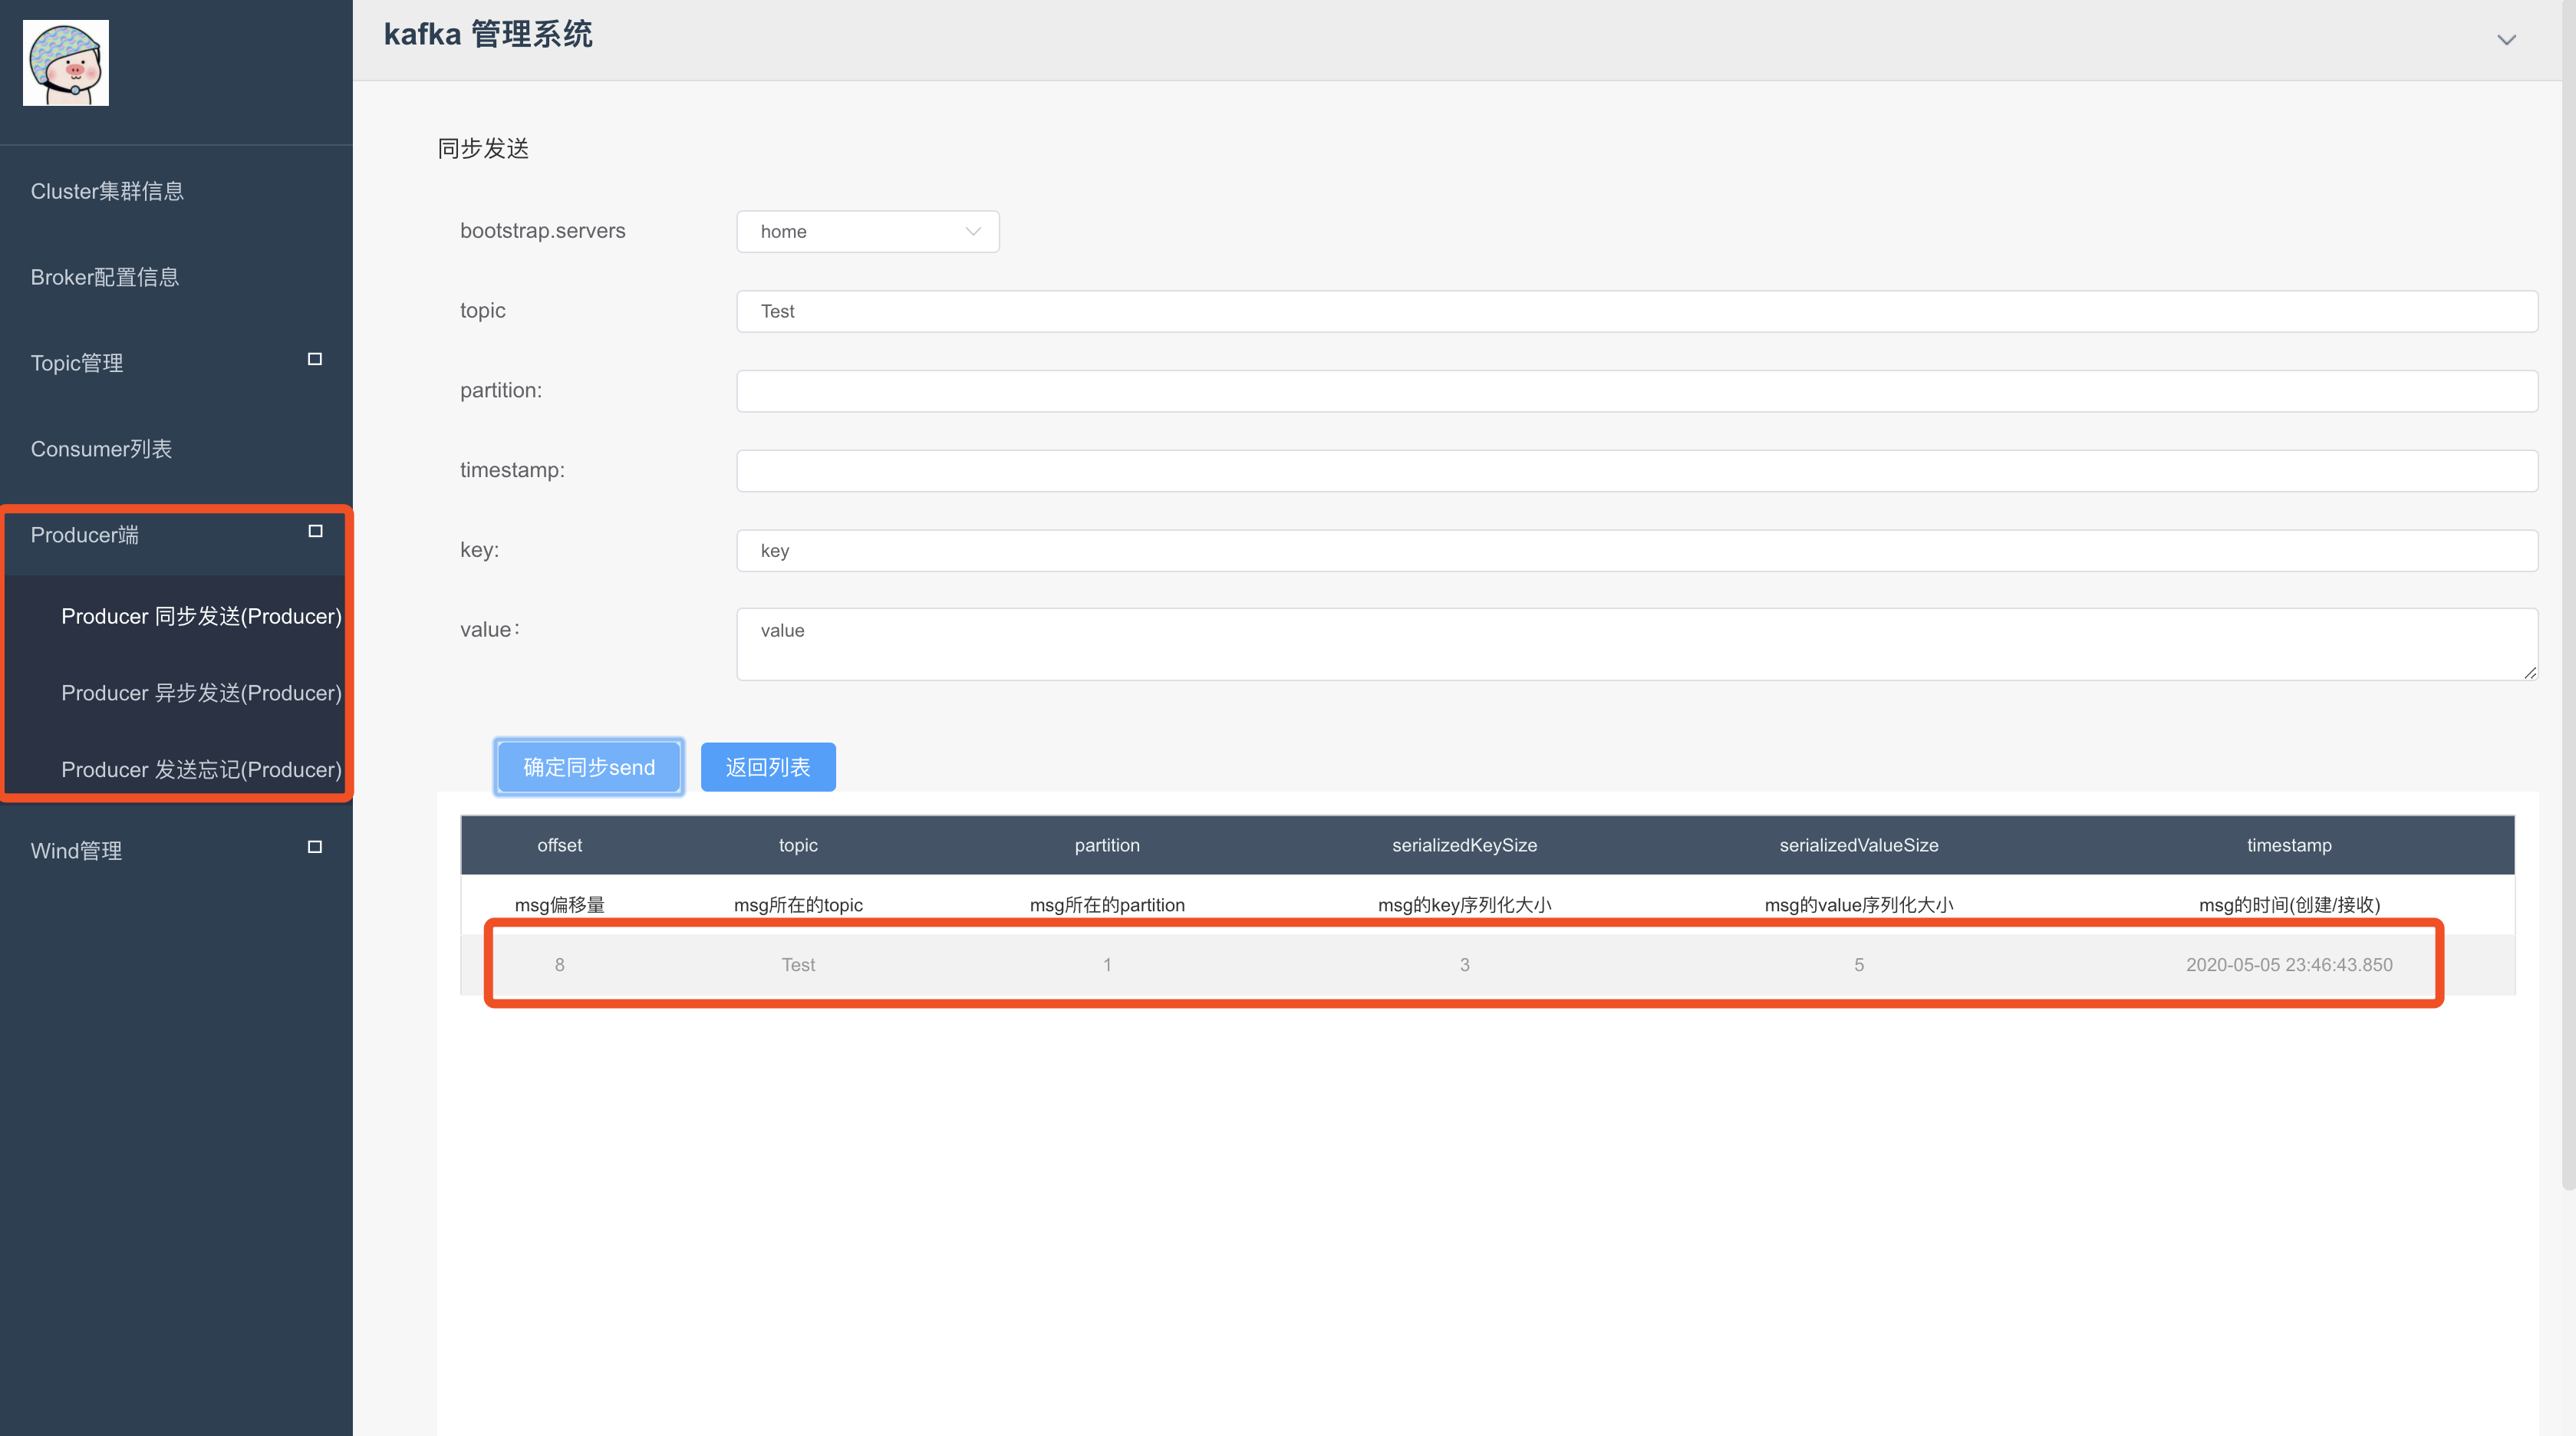 kafka 管理系统
Cluster集群信息
Broker配置信息
Topic管理
Consumer列表
Producer端
Producer 同步发送(Producer)
Producer 异步发送(Producer)
Producer 发送忘记(Producer)
Wind管理
同步发送
bootstrap.servers home
topic Test
partition:
timestamp:
key: key
value： value
确定同步send 返回列表
offset topic partition serializedKeySize serializedValueSize timestamp
msg偏移量 msg所在的topic msg所在的partition msg的key序列化大小 msg的value序列化大小 msg的时间(创建/接收)
8 Test 1 3 5 2020-05-05 23:46:43.850